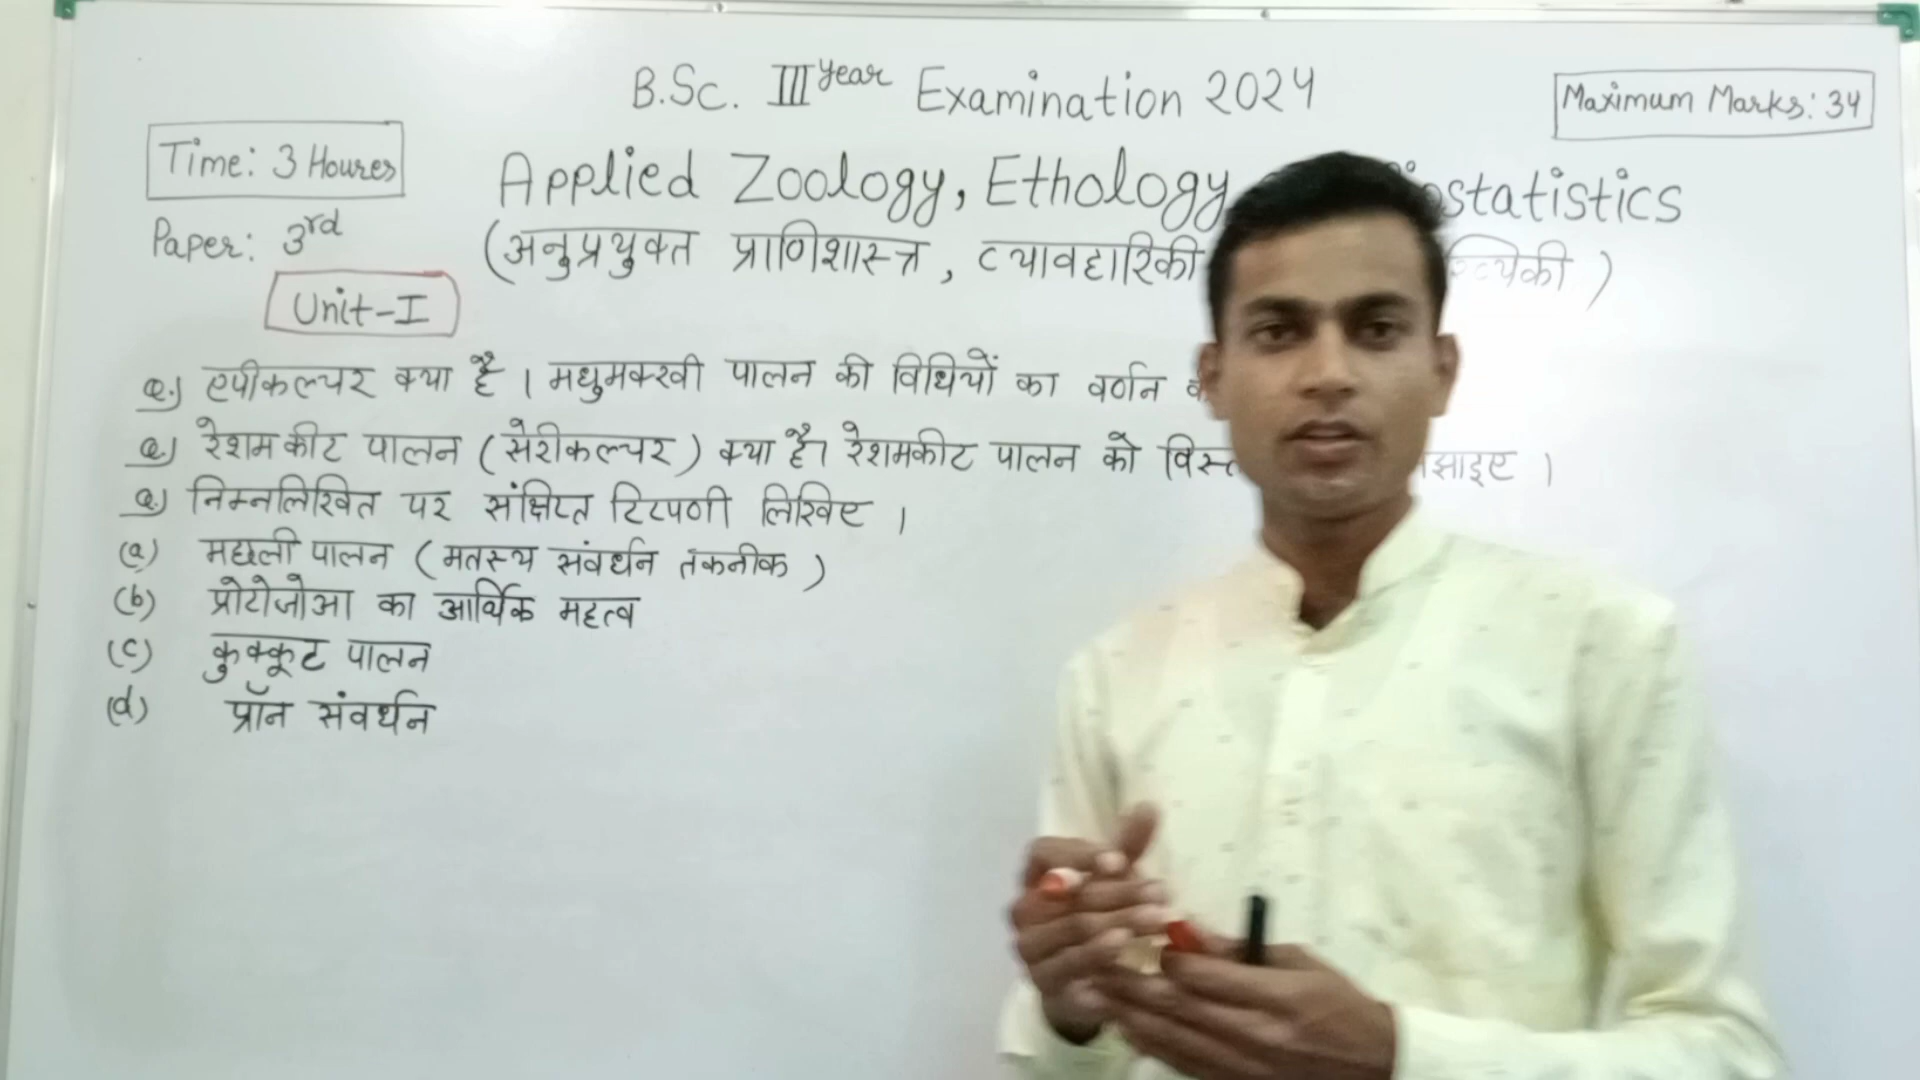 B.Sc. III year Examination 2024
Maximum Marks: 34
Time: 3 Houres
Applied Zoology, Ethology statistics
Paper: 3rd
(अनुप्रयुक्त प्राणिशास्त्र, व्यावहारिकी )
Unit-I
Q.) एपीकल्चर क्या है । मधुमक्खी पालन की विधियों का वर्णन
Q.) रेशमकीट पालन (सेरीकल्चर) क्या है। रेशमकीट पालन को ।
Q.) निम्नलिखित पर संक्षिप्त टिप्पणी लिखिए ।
(a) मछली पालन (मतस्य संवर्धन तकनीक)
(b) प्रोटोजोआ का आर्थिक महत्व
(c) कुक्कूट पालन
(d) प्रॉन संवर्धन